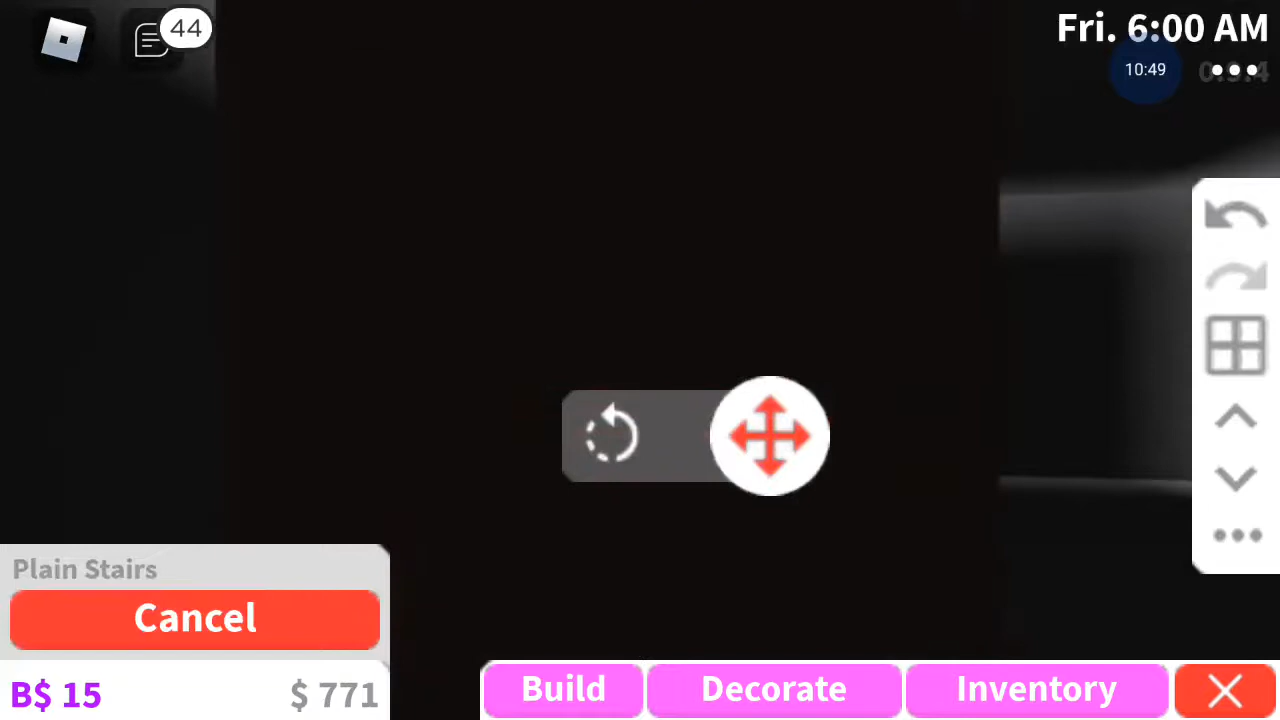 44
Fri. 6:00 AM
10:49
Plain Stairs
Cancel
B$ 15
$ 771
Build
Decorate
Inventory